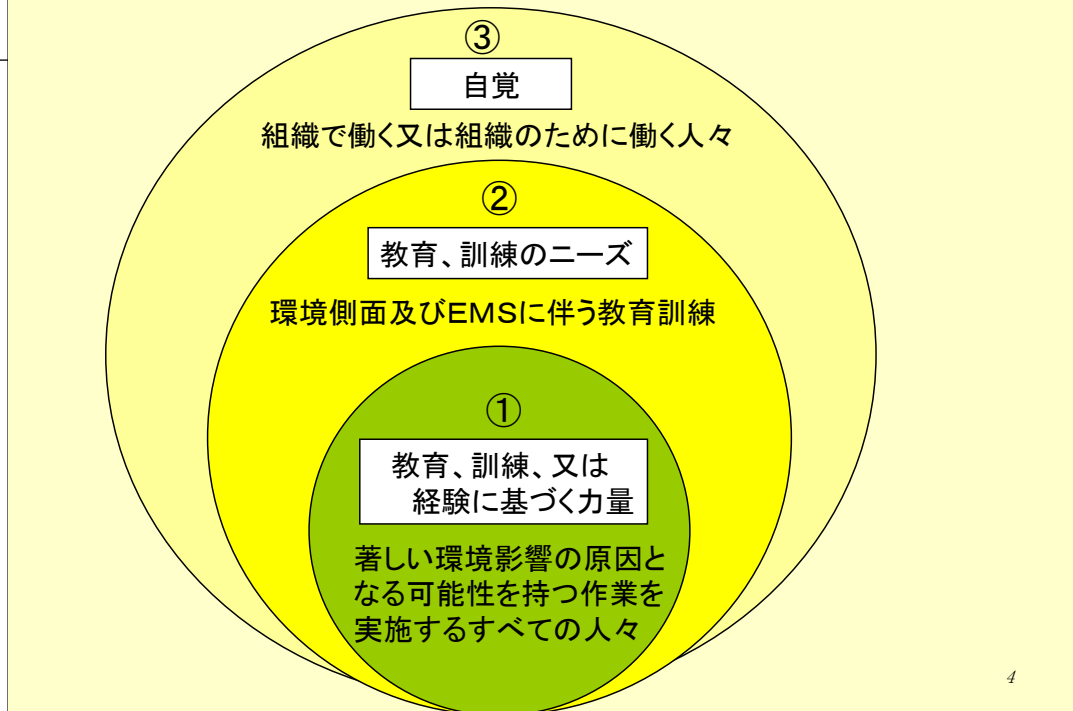 ③
自覚
組織で働く又は組織のために働く人々
②
教育、訓練のニーズ
環境側面及びEMSに伴う教育訓練
①
教育、訓練、又は
経験に基づく力量
著しい環境影響の原因と
なる可能性を持つ作業を
実施するすべての人々
4